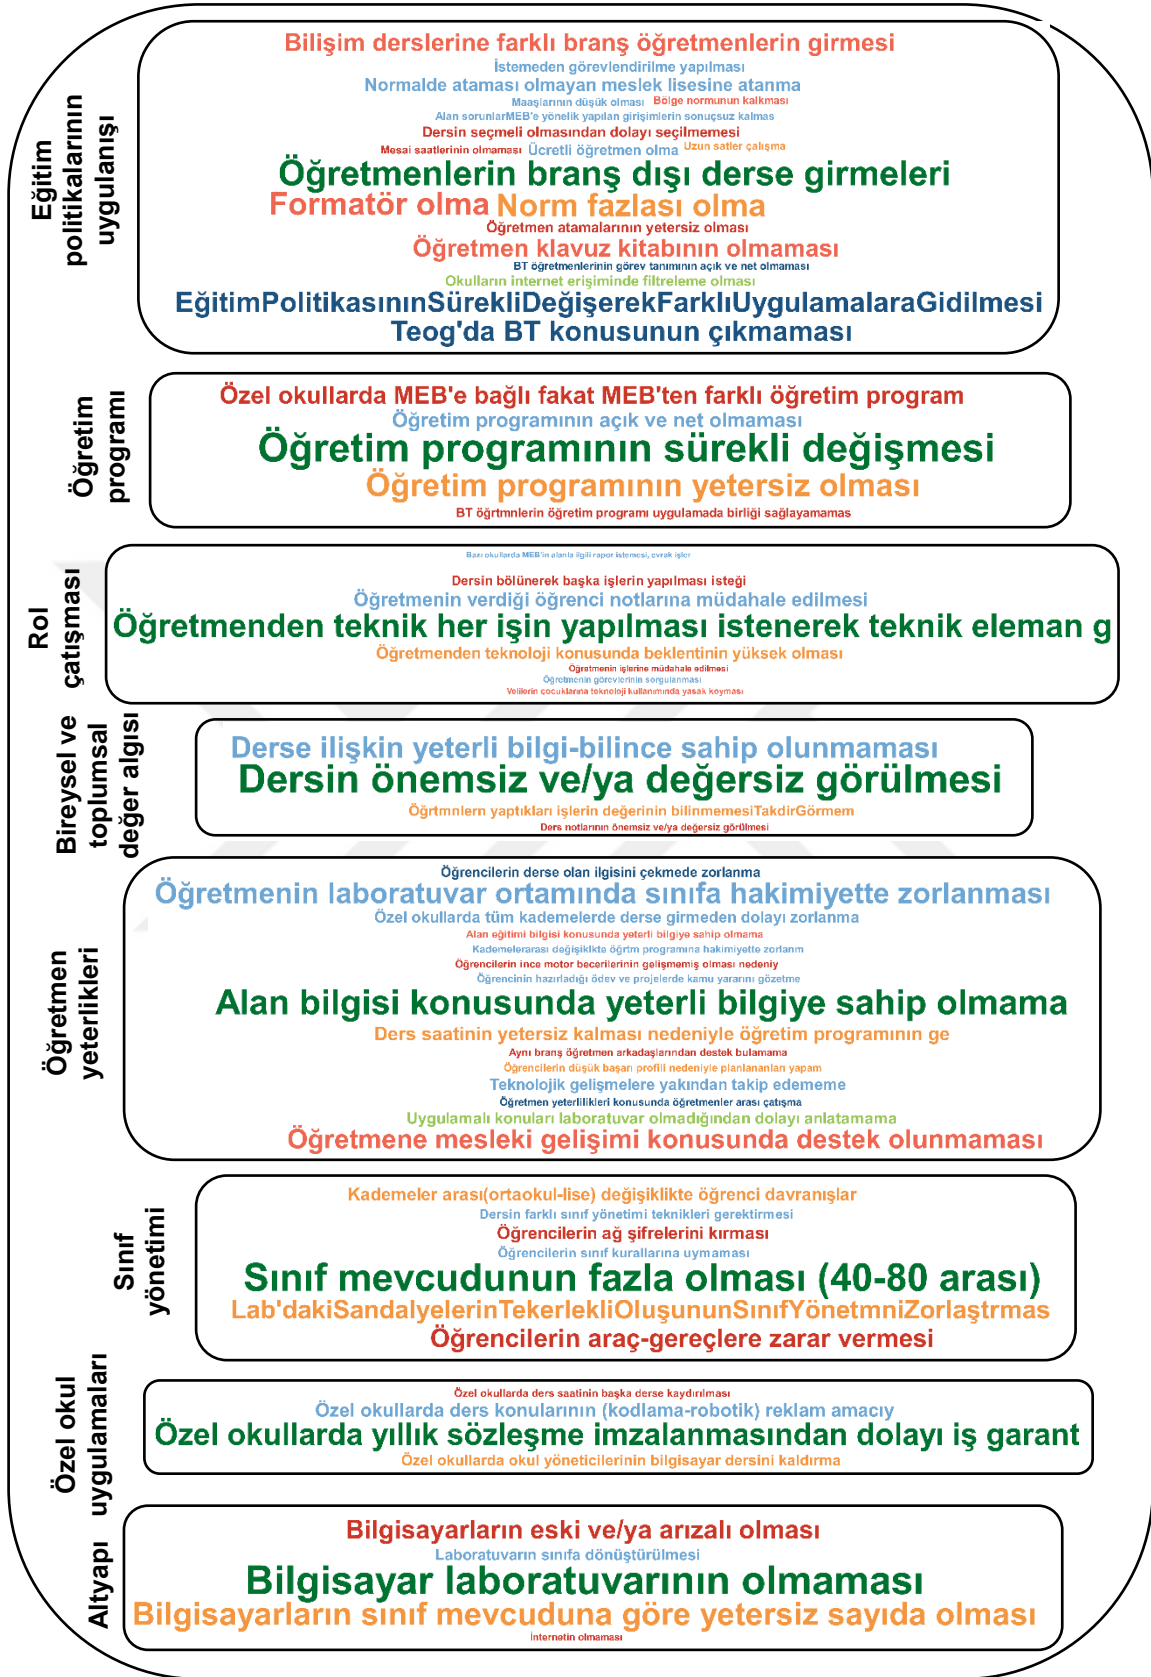 Eğitim
politikalarının
uygulanışı
Bilişim derslerine farklı branş öğretmenlerin girmesi
İstemeden görevlendirilme yapılması
Normalde ataması olmayan meslek lisesine atanma
Maaşlarının düşük olması Bölge normunun kalkması
Alan sorunlarMEB'e yönelik yapılan girişimlerin sonuçsuz kalmas
Dersin seçmeli olmasından dolayı seçilmemesi
Mesai saatlerinin olmaması Ücretli öğretmen olma Uzun satler çalışma
Öğretmenlerin branş dışı derse girmeleri
Formatör olma Norm fazlası olma
Öğretmen atamalarının yetersiz olması
Öğretmen klavuz kitabının olmaması
BT öğretmenlerinin görev tanımının açık ve net olmaması
Okulların internet erişiminde filtreleme olması
EğitimPolitikasınınSürekliDeğişerekFarklıUygulamalaraGidilmesi
Teog'da BT konusunun çıkmaması
Öğretim
programı
Özel okullarda MEB'e bağlı fakat MEB'ten farklı öğretim program
Öğretim programının açık ve net olmaması
Öğretim programının sürekli değişmesi
Öğretim programının yetersiz olması
BT öğrtmnlerin öğretim programı uygulamada birliği sağlayamamas
Rol
çatışması
Bazı okullarda MEB'in alanla ilgili rapor istemesi, evrak işler
Dersin bölünerek başka işlerin yapılması isteği
Öğretmenin verdiği öğrenci notlarına müdahale edilmesi
Öğretmenden teknik her işin yapılması istenerek teknik eleman g
Öğretmenden teknoloji konusunda beklentinin yüksek olması
Öğretmenin işlerine müdahale edilmesi
Öğretmenin görevlerinin sorgulanması
Velilerin çocuklarına teknoloji kullanımında yasak koyması
Bireysel ve
toplumsal
değer algısı
Derse ilişkin yeterli bilgi-bilince sahip olunmaması
Dersin önemsiz ve/ya değersiz görülmesi
Öğrtmnlern yaptıkları işlerin değerinin bilinmemesiTakdirGörmem
Ders notlarının önemsiz ve/ya değersiz görülmesi
Öğretmen
yeterlikleri
Öğrencilerin derse olan ilgisini çekmede zorlanma
Öğretmenin laboratuvar ortamında sınıfa hakimiyette zorlanması
Özel okullarda tüm kademelerde derse girmeden dolayı zorlanma
Alan eğitimi bilgisi konusunda yeterli bilgiye sahip olmama
Kademelerarası değişiklkte öğrtm programına hakimiyette zorlanm
Öğrencilerin ince motor becerilerinin gelişmemiş olması nedeniy
Öğrencinin hazırladığı ödev ve projelerde kamu yararını gözetme
Alan bilgisi konusunda yeterli bilgiye sahip olmama
Ders saatinin yetersiz kalması nedeniyle öğretim programının ge
Aynı branş öğretmen arkadaşlarından destek bulamama
Öğrencilerin düşük başarı profili nedeniyle planlananları yapam
Teknolojik gelişmelere yakından takip edememe
Öğretmen yeterlilikleri konusunda öğretmenler arası çatışma
Uygulamalı konuları laboratuvar olmadığından dolayı anlatamama
Öğretmene mesleki gelişimi konusunda destek olunmaması
Sınıf
yönetimi
Kademeler arası(ortaokul-lise) değişiklikte öğrenci davranışlar
Dersin farklı sınıf yönetimi teknikleri gerektirmesi
Öğrencilerin ağ şifrelerini kırması
Öğrencilerin sınıf kurallarına uymaması
Sınıf mevcudunun fazla olması (40-80 arası)
Lab'dakiSandalyelerinTekerlekliOluşununSınıfYönetmniZorlaştrmas
Öğrencilerin araç-gereçlere zarar vermesi
Özel okul
uygulamaları
Özel okullarda ders saatinin başka derse kaydırılması
Özel okullarda ders konularının (kodlama-robotik) reklam amacıy
Özel okullarda yıllık sözleşme imzalanmasından dolayı iş garant
Özel okullarda okul yöneticilerinin bilgisayar dersini kaldırma
Altyapı
Bilgisayarların eski ve/ya arızalı olması
Laboratuvarın sınıfa dönüştürülmesi
Bilgisayar laboratuvarının olmaması
Bilgisayarların sınıf mevcuduna göre yetersiz sayıda olması
İnternetin olmaması